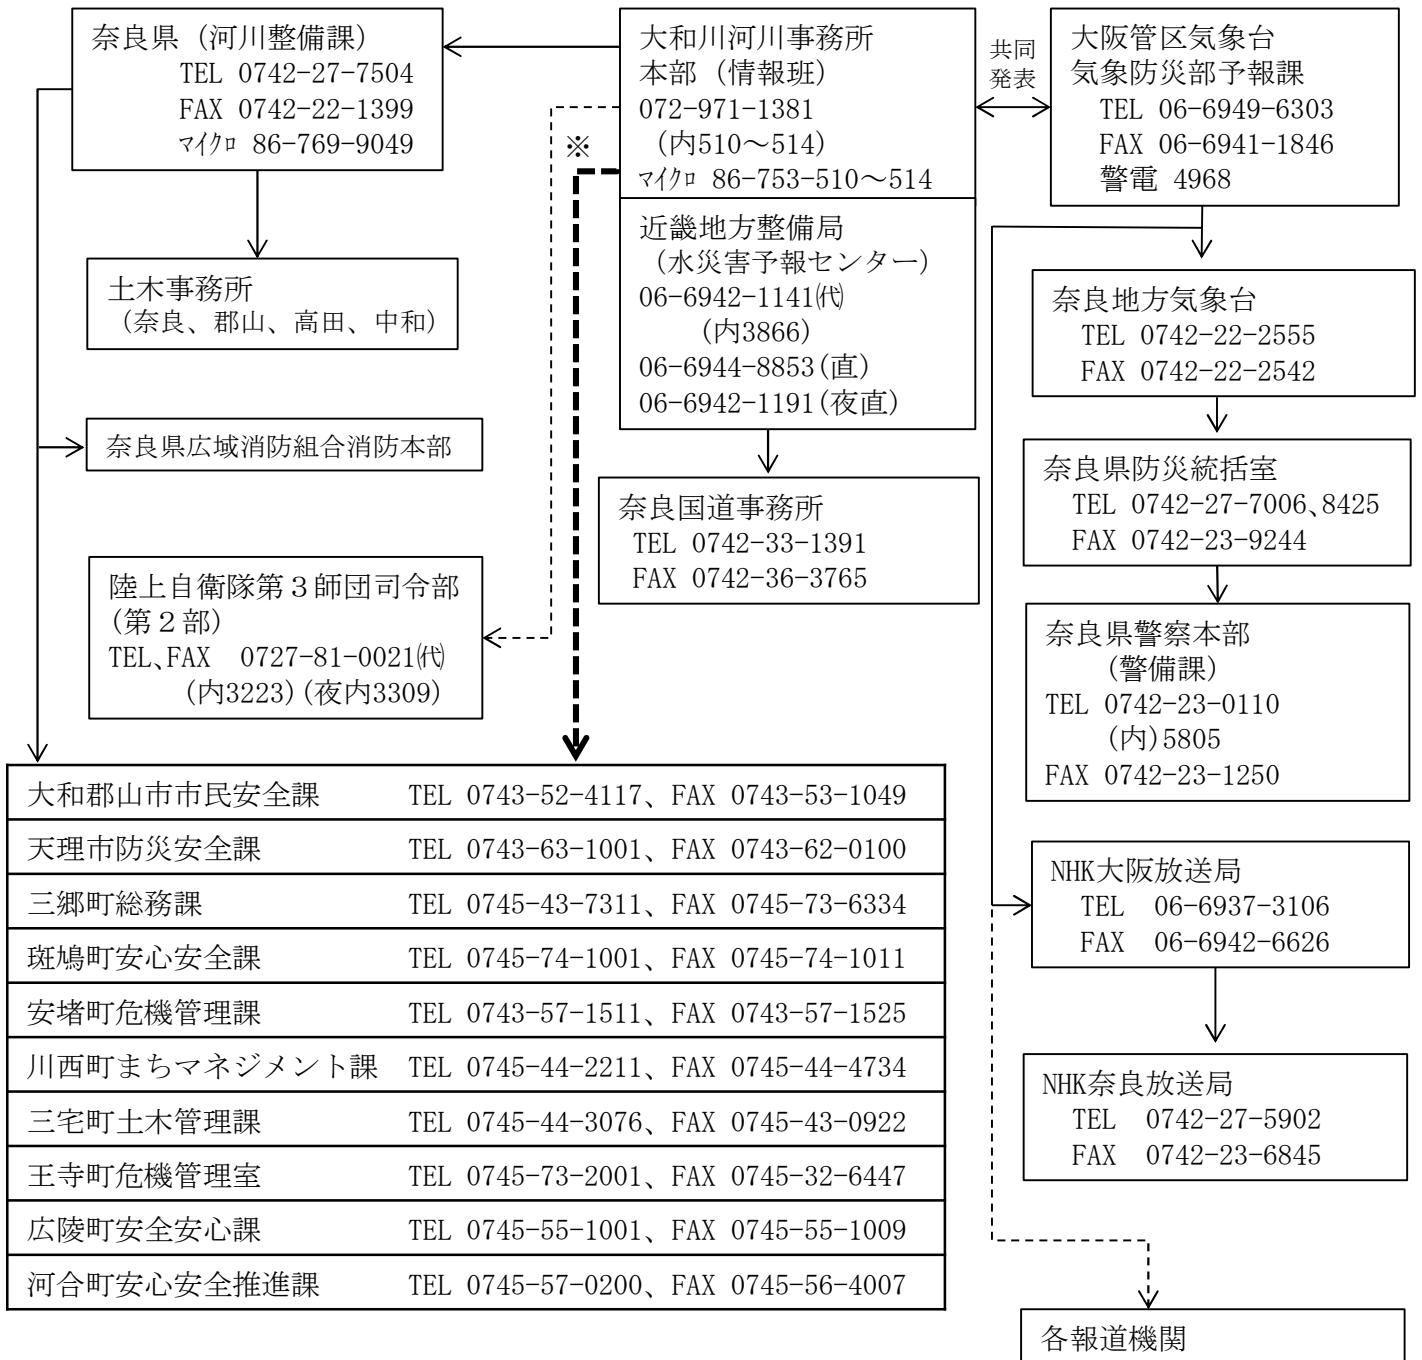 奈良県（河川整備課）
TEL 0742-27-7504
FAX 0742-22-1399
ﾏｲｸﾛ 86-769-9049
大和川河川事務所
本部（情報班）
072-971-1381
（内510～514）
ﾏｲｸﾛ 86-753-510～514
共同
発表
大阪管区気象台
気象防災部予報課
TEL 06-6949-6303
FAX 06-6941-1846
警電 4968
※
近畿地方整備局
（水災害予報センター）
06-6942-1141㈹
（内3866）
06-6944-8853(直)
06-6942-1191(夜直)
土木事務所
（奈良、郡山、高田、中和）
奈良地方気象台
TEL 0742-22-2555
FAX 0742-22-2542
奈良県広域消防組合消防本部
奈良国道事務所
TEL 0742-33-1391
FAX 0742-36-3765
奈良県防災統括室
TEL 0742-27-7006､8425
FAX 0742-23-9244
陸上自衛隊第３師団司令部
(第２部)
TEL､FAX　0727-81-0021㈹
(内3223)(夜内3309)
奈良県警察本部
(警備課)
TEL 0742-23-0110
(内)5805
FAX 0742-23-1250
大和郡山市市民安全課　TEL 0743-52-4117、FAX 0743-53-1049
天理市防災安全課　TEL 0743-63-1001、FAX 0743-62-0100
三郷町総務課　TEL 0745-43-7311、FAX 0745-73-6334
斑鳩町安心安全課　TEL 0745-74-1001、FAX 0745-74-1011
安堵町危機管理課　TEL 0743-57-1511、FAX 0743-57-1525
川西町まちマネジメント課　TEL 0745-44-2211、FAX 0745-44-4734
三宅町土木管理課　TEL 0745-44-3076、FAX 0745-43-0922
王寺町危機管理室　TEL 0745-73-2001、FAX 0745-32-6447
広陵町安全安心課　TEL 0745-55-1001、FAX 0745-55-1009
河合町安心安全推進課　TEL 0745-57-0200、FAX 0745-56-4007
NHK大阪放送局
TEL　06-6937-3106
FAX　06-6942-6626
NHK奈良放送局
TEL　0742-27-5902
FAX　0742-23-6845
各報道機関